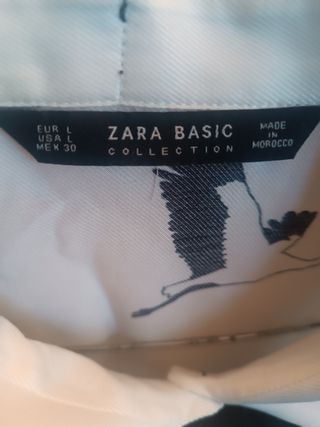 EUR L
USA L
MEX 30
ZARA BASIC
COLLECTION
MADE
IN
MOROCCO